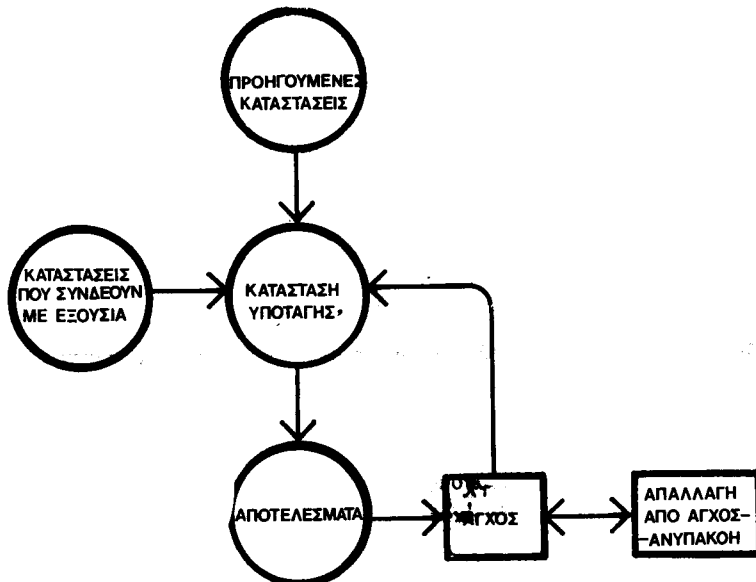 ΠΡΟΗΓΟΥΜΕΝΕΣ
ΚΑΤΑΣΤΑΣΕΙΣ
ΚΑΤΑΣΤΑΣΕΙΣ
ΠΟΥ ΣΥΝΔΕΟΥΝ
ΜΕ ΕΞΟΥΣΙΑ
ΚΑΤΑΣΤΑΣΗ
ΥΠΟΤΑΓΗΣ,
ΑΠΟΤΕΛΕΣΜΑΤΑ
ΑΓΧΟΣ
ΑΠΑΛΛΑΓΗ
ΑΠΟ ΑΓΧΟΣ—
—ΑΝΥΠΑΚΟΗ